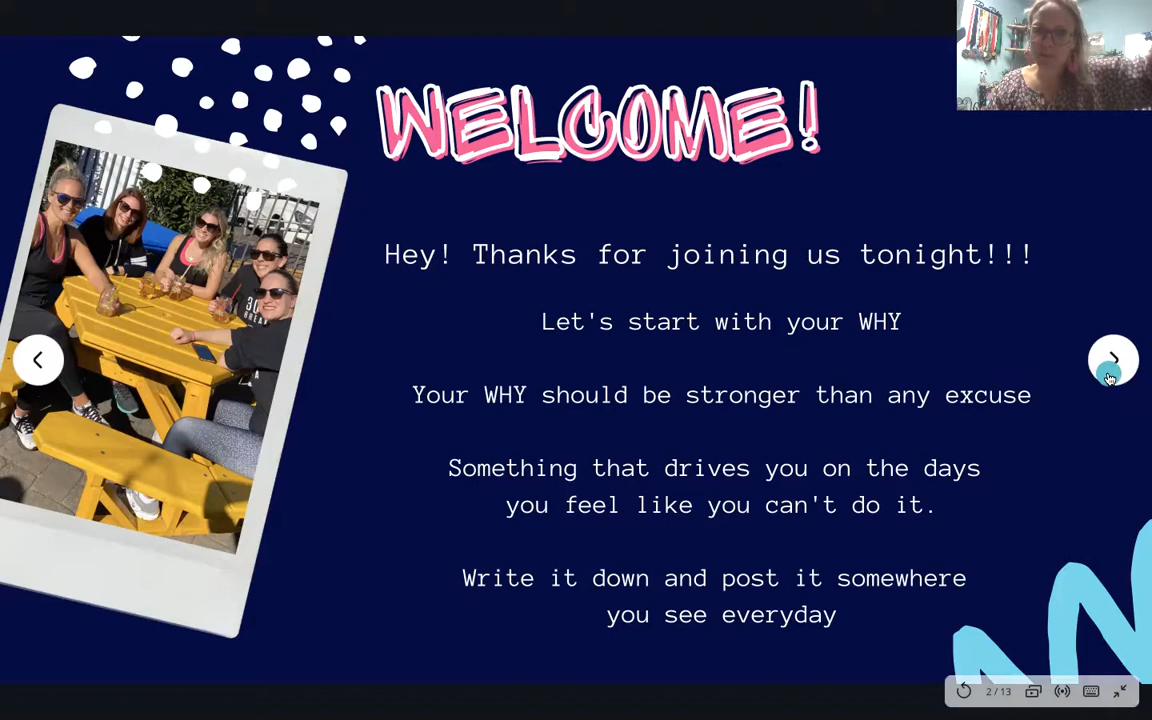 WELCOME!
Hey! Thanks for joining us tonight!!!
Let's start with your WHY
Your WHY should be stronger than any excuse
Something that drives you on the days
you feel like you can't do it.
Write it down and post it somewhere
you see everyday
2 / 13